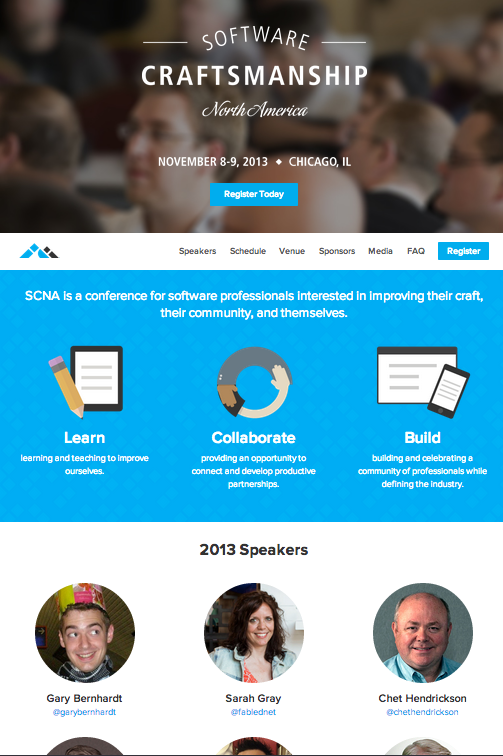 SOFTWARE
CRAFTSMANSHIP
North America
NOVEMBER 8-9, 2013 ◆ CHICAGO, IL
Register Today
Speakers Schedule Venue Sponsors Media FAQ Register
SCNA is a conference for software professionals interested in improving their craft,
their community, and themselves.
Learn
learning and teaching to improve
ourselves.
Collaborate
providing an opportunity to
connect and develop productive
partnerships.
Build
building and celebrating a
community of professionals while
defining the industry.
2013 Speakers
Gary Bernhardt
@garybernhardt
Sarah Gray
@fablednet
Chet Hendrickson
@chethendrickson